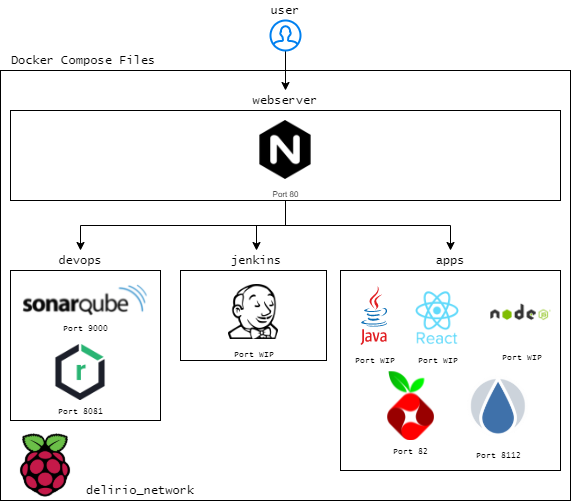 user
Docker Compose Files
webserver
N
Port 80
devops
jenkins
apps
sonarqube
Port 9000
r
Port 8081
Port WIP
Java
Port WIP
React
Port WIP
node
Port WIP
Port 82
Port 8112
delirio_network